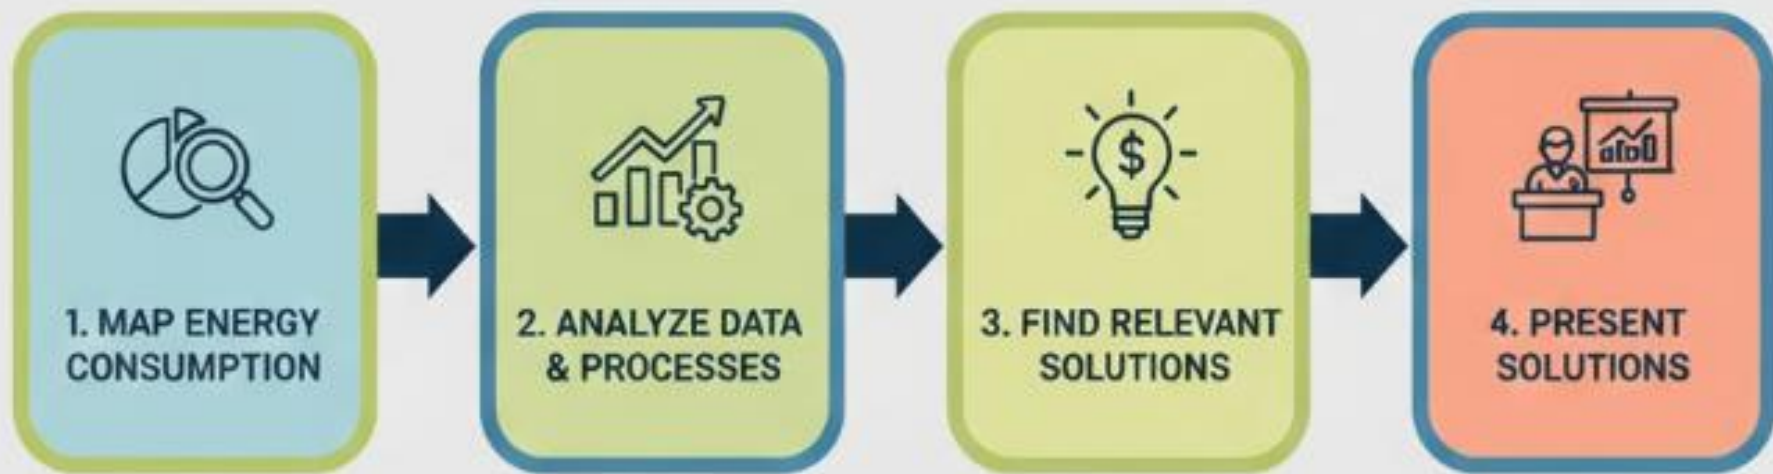 1. MAP ENERGY
CONSUMPTION
2. ANALYZE DATA
& PROCESSES
$
3. FIND RELEVANT
SOLUTIONS
4. PRESENT
SOLUTIONS